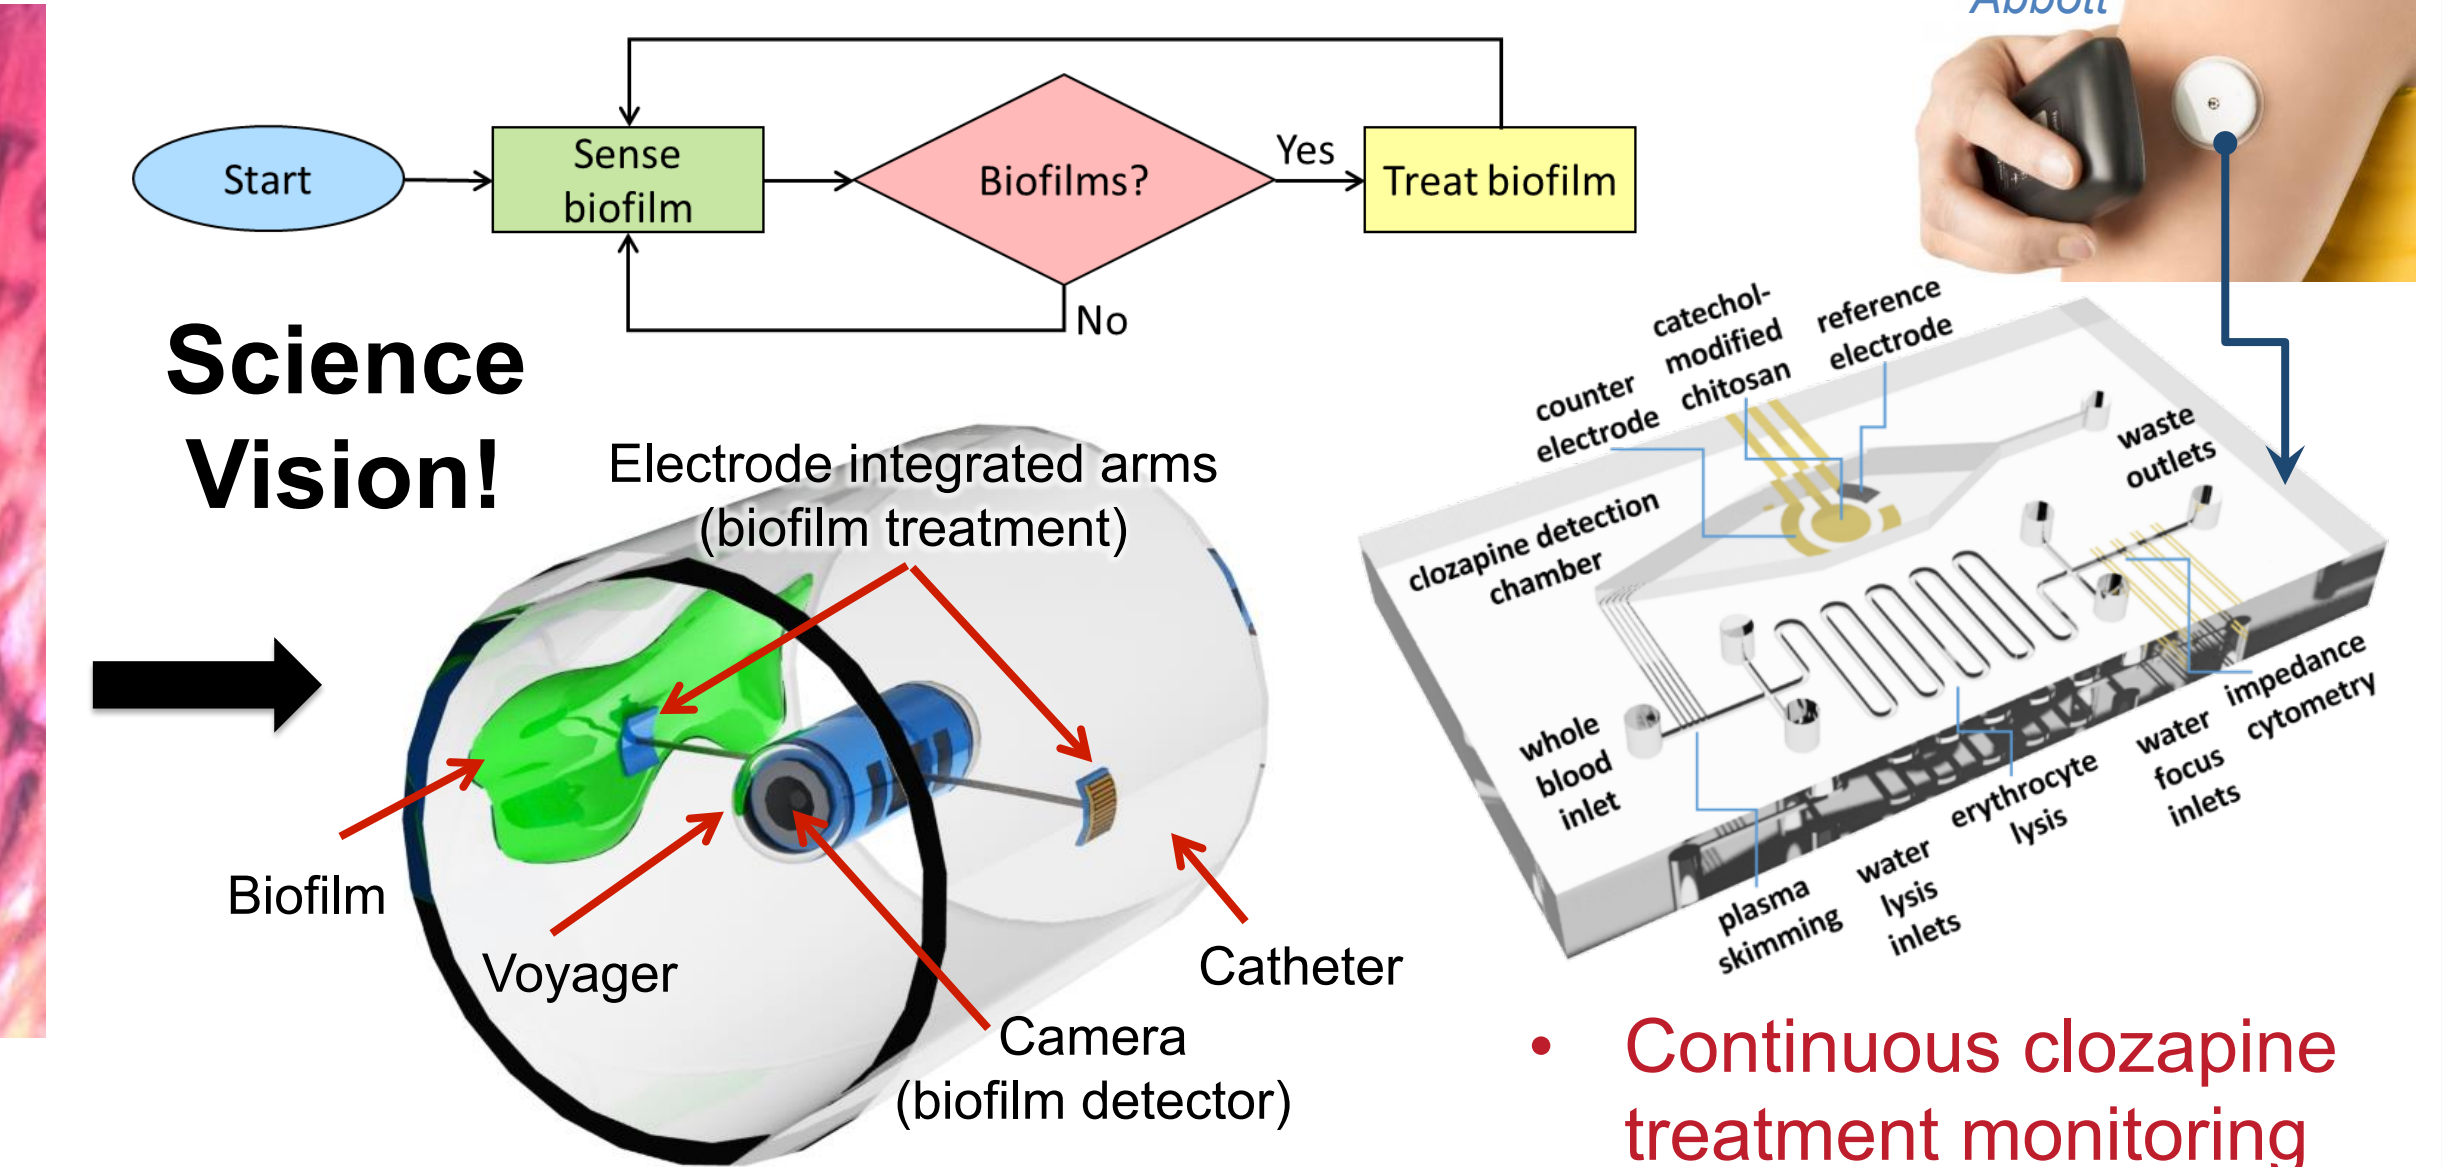 Abbott
Start
Sense
biofilm
Biofilms?
Yes
Treat biofilm
No
Science
Vision!
Electrode integrated arms
(biofilm treatment)
Biofilm
Voyager
Camera
(biofilm detector)
Catheter
counter
electrode
catechol-
modified
chitosan
reference
electrode
waste
outlets
clozapine detection
chamber
whole
blood
inlet
plasma
skimming
water
lysis
inlets
erythrocyte
lysis
water
focus
inlets
impedance
cytometry
• Continuous clozapine
treatment monitoring